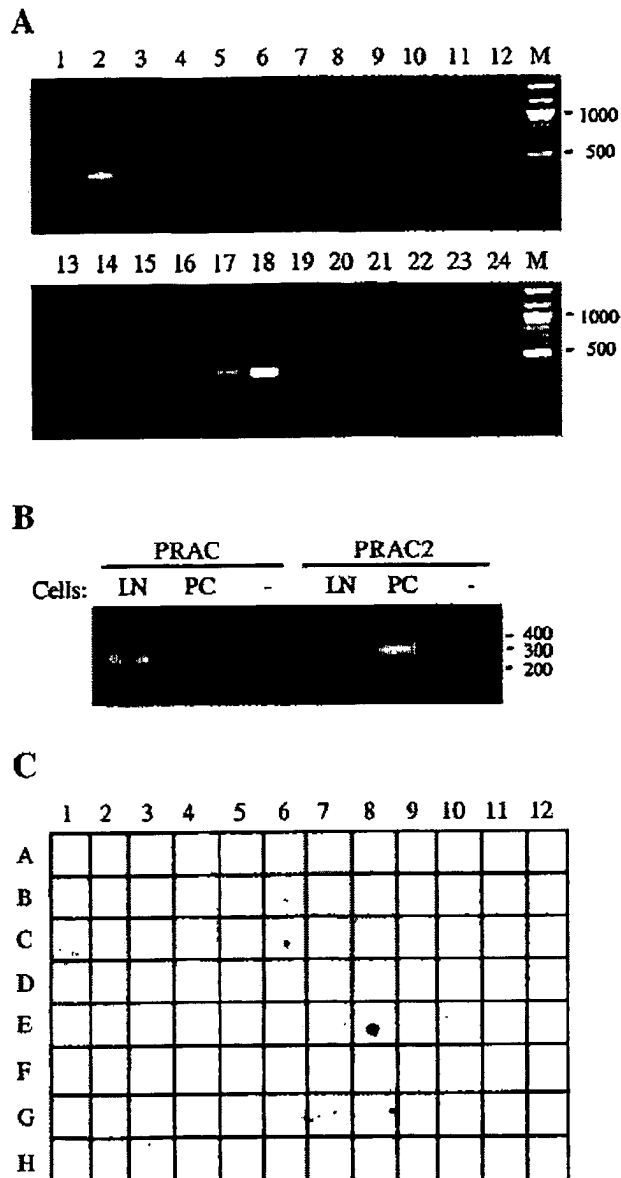 A
1 2 3 4 5 6 7 8 9 10 11 12 M
- 1000
- 500
13 14 15 16 17 18 19 20 21 22 23 24 M
- 1000
- 500
B
PRAC PRAC2
Cells: LN PC - LN PC -
- 400
- 300
- 200
C
1 2 3 4 5 6 7 8 9 10 11 12
A
B
C
D
E
F
G
H